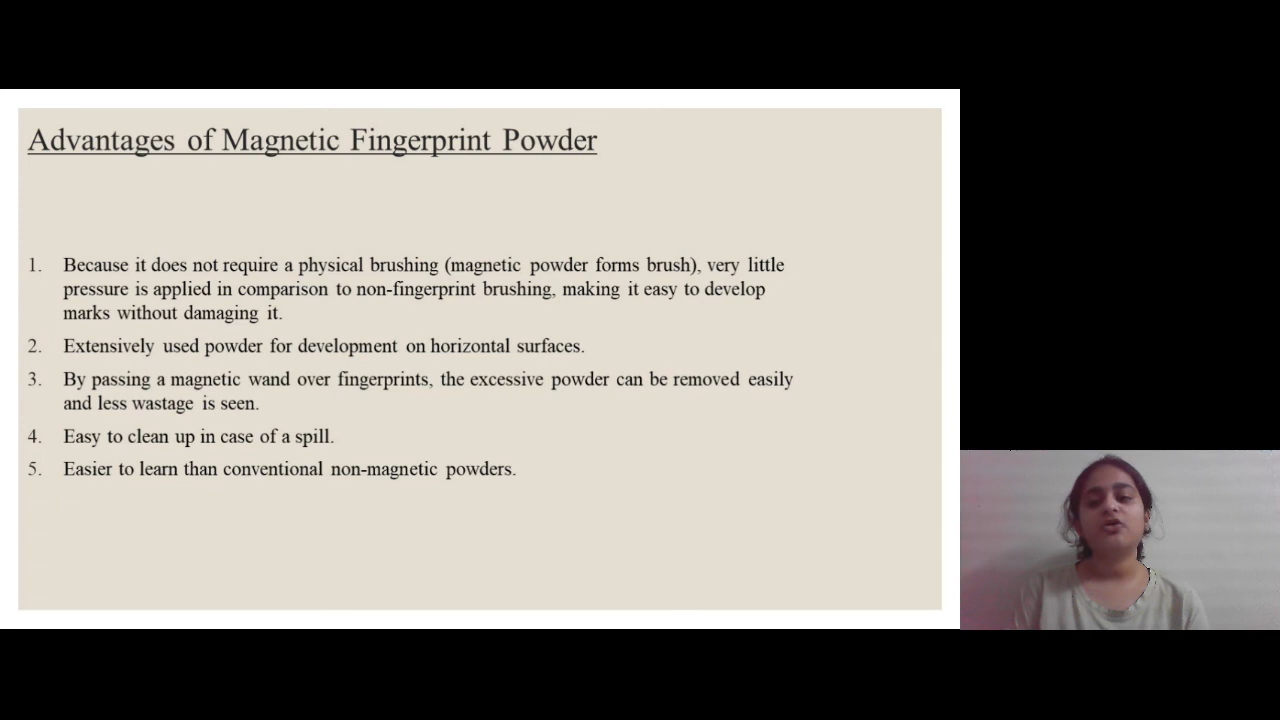 Advantages of Magnetic Fingerprint Powder
1. Because it does not require a physical brushing (magnetic powder forms brush), very little
pressure is applied in comparison to non-fingerprint brushing, making it easy to develop
marks without damaging it.
2. Extensively used powder for development on horizontal surfaces.
3. By passing a magnetic wand over fingerprints, the excessive powder can be removed easily
and less wastage is seen.
4. Easy to clean up in case of a spill.
5. Easier to learn than conventional non-magnetic powders.